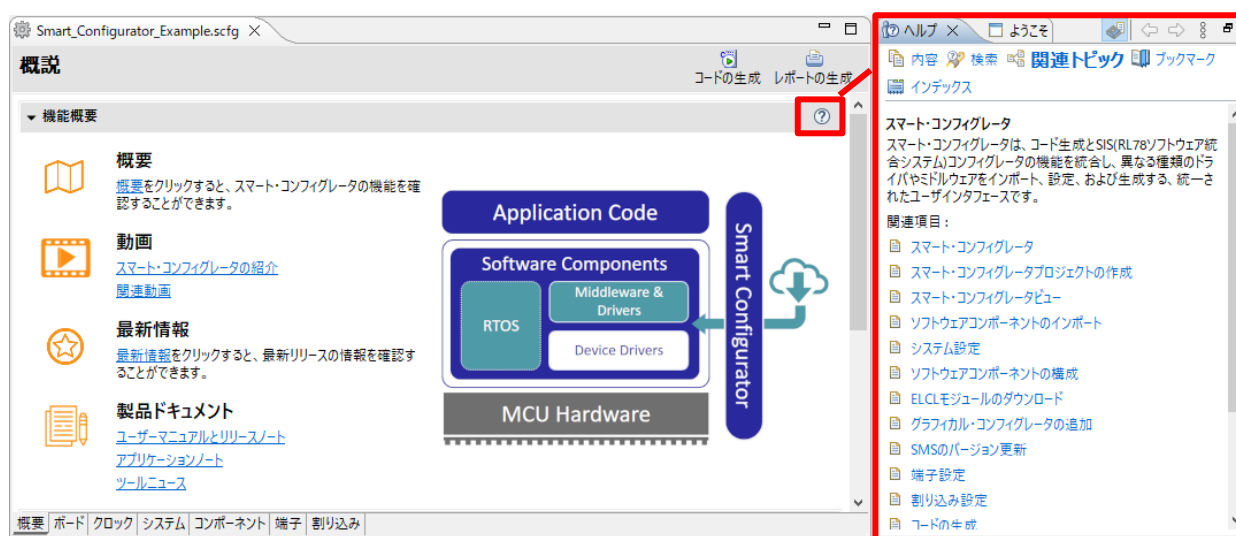 Smart_Configurator_Example.scfg
概説
コードの生成 レポートの生成
機能概要
概要
概要をクリックすると、スマート・コンフィグレータの機能を確
認することができます。
動画
スマート・コンフィグレータの紹介
関連動画
最新情報
最新情報をクリックすると、最新リリースの情報を確認す
ることができます。
製品ドキュメント
ユーザーマニュアルとリリースノート
アプリケーションノート
ツールニュース
Application Code
Software Components
RTOS
Middleware &
Drivers
Device Drivers
MCU Hardware
Smart Configurator
概要 ボード クロック システム コンポーネント 端子 割り込み
ヘルプ ようこそ
内容 検索 関連トピック ブックマーク
インデックス
スマート・コンフィグレータ
スマート・コンフィグレータは、コード生成とSIS(RL78ソフトウェア統
合システム)コンフィグレータの機能を統合し、異なる種類のドラ
イバやミドルウェアをインポート、設定、および生成する、統一さ
れたユーザインタフェースです。
関連項目:
スマート・コンフィグレータ
スマート・コンフィグレータプロジェクトの作成
スマート・コンフィグレータビュー
ソフトウェアコンポーネントのインポート
システム設定
ソフトウェアコンポーネントの構成
ELCLモジュールのダウンロード
グラフィカル・コンフィグレータの追加
SMSのバージョン更新
端子設定
割り込み設定
コードの生成